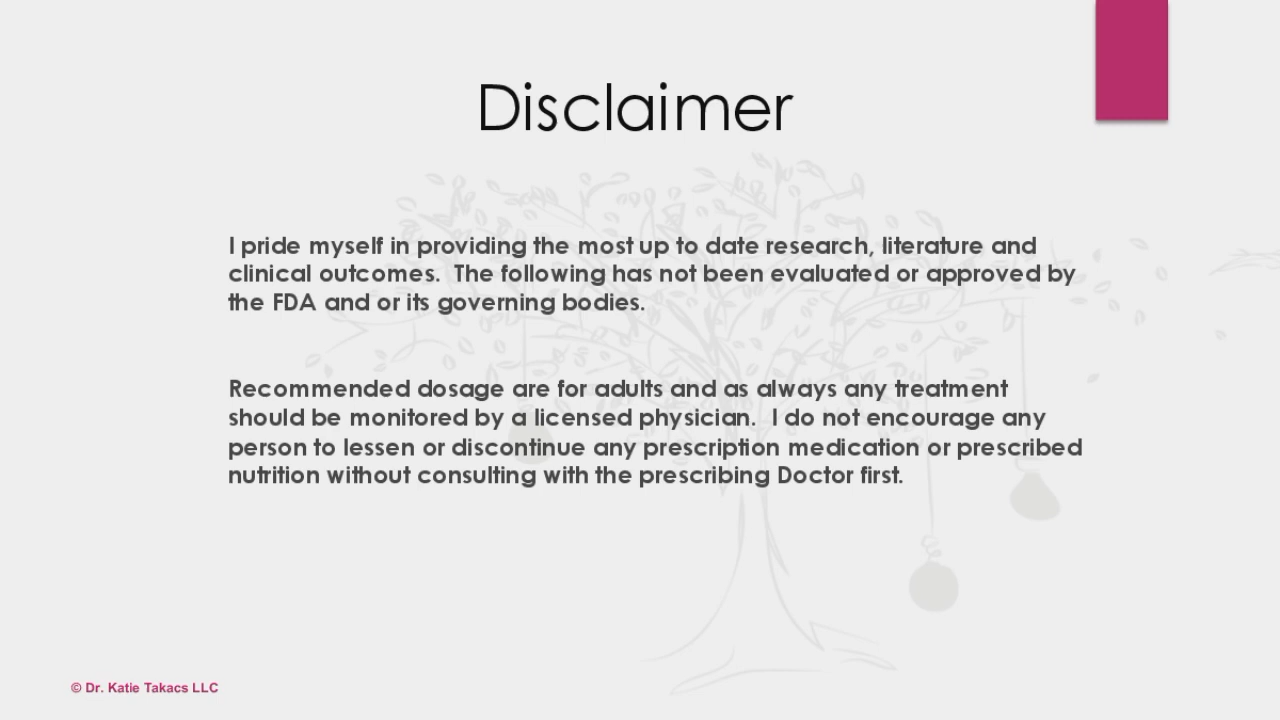 Disclaimer
I pride myself in providing the most up to date research, literature and
clinical outcomes.  The following has not been evaluated or approved by
the FDA and or its governing bodies.
Recommended dosage are for adults and as always any treatment
should be monitored by a licensed physician.  I do not encourage any
person to lessen or discontinue any prescription medication or prescribed
nutrition without consulting with the prescribing Doctor first.
© Dr. Katie Takacs LLC